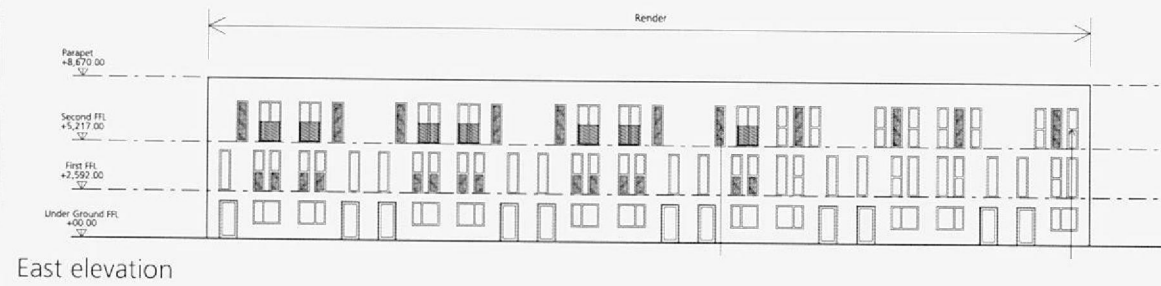 Render
Parapet
+8,670.00
Second FFL
+5,217.00
First FFL
+2,592.00
Under Ground FFL
+00.00
East elevation